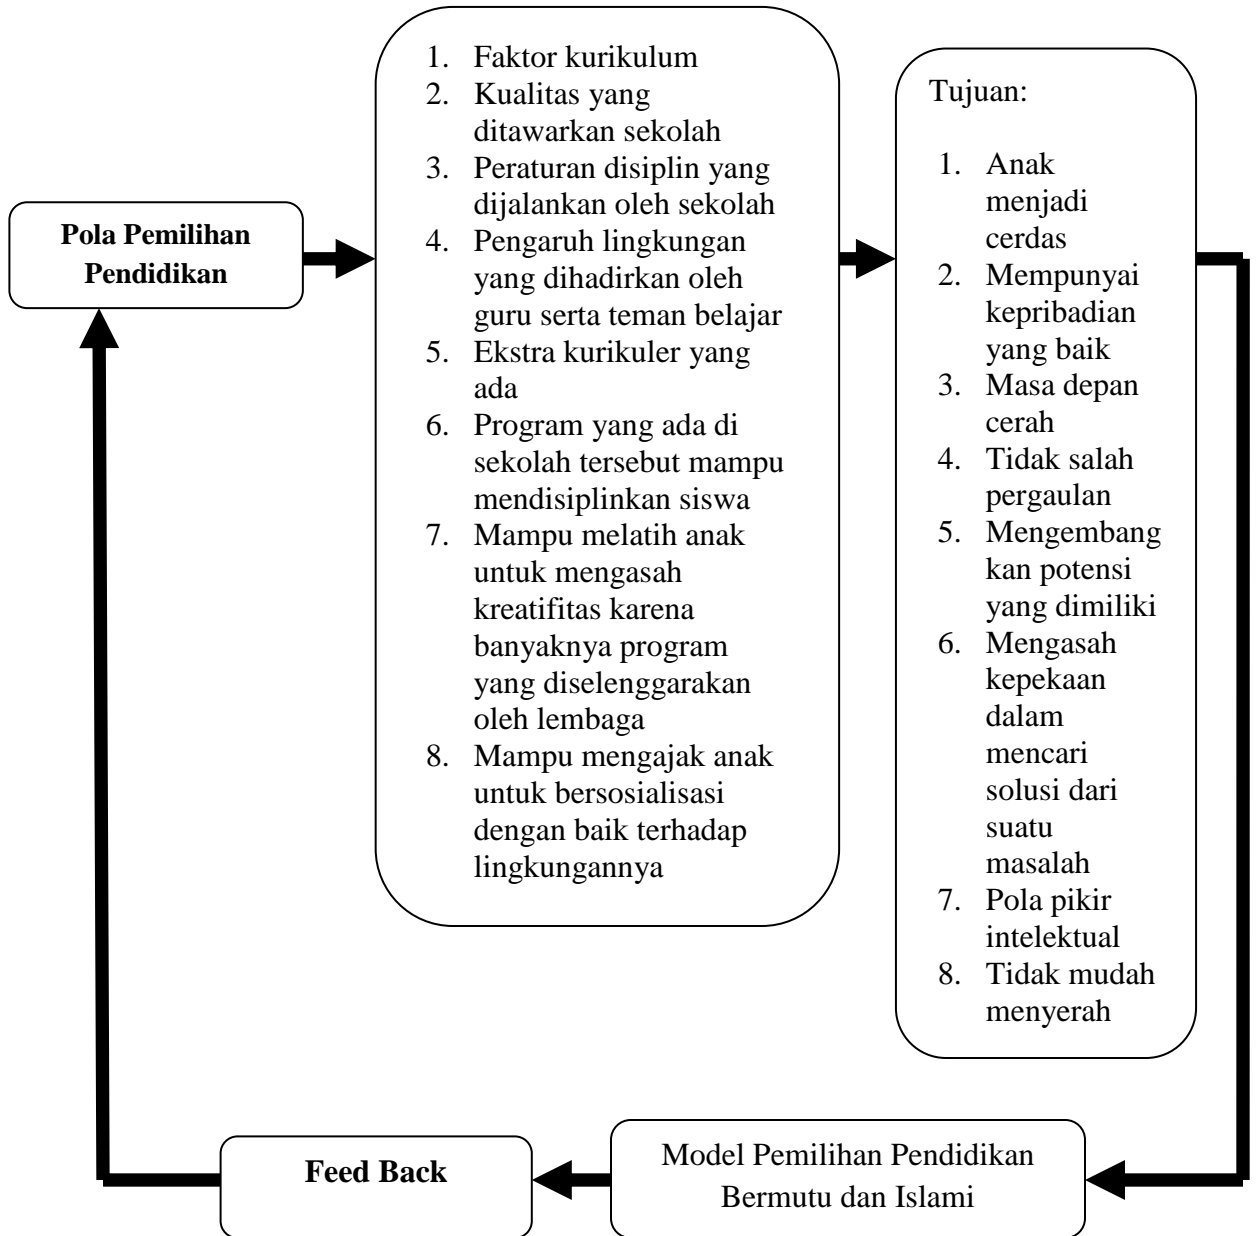 Pola Pemilihan
Pendidikan
1. Faktor kurikulum
2. Kualitas yang
ditawarkan sekolah
3. Peraturan disiplin yang
dijalankan oleh sekolah
4. Pengaruh lingkungan
yang dihadirkan oleh
guru serta teman belajar
5. Ekstra kurikuler yang
ada
6. Program yang ada di
sekolah tersebut mampu
mendisiplinkan siswa
7. Mampu melatih anak
untuk mengasah
kreatifitas karena
banyaknya program
yang diselenggarakan
oleh lembaga
8. Mampu mengajak anak
untuk bersosialisasi
dengan baik terhadap
lingkungannya
Tujuan:
1. Anak
menjadi
cerdas
2. Mempunyai
kepribadian
yang baik
3. Masa depan
cerah
4. Tidak salah
pergaulan
5. Mengembang
kan potensi
yang dimiliki
6. Mengasah
kepekaan
dalam
mencari
solusi dari
suatu
masalah
7. Pola pikir
intelektual
8. Tidak mudah
menyerah
Model Pemilihan Pendidikan
Bermutu dan Islami
Feed Back